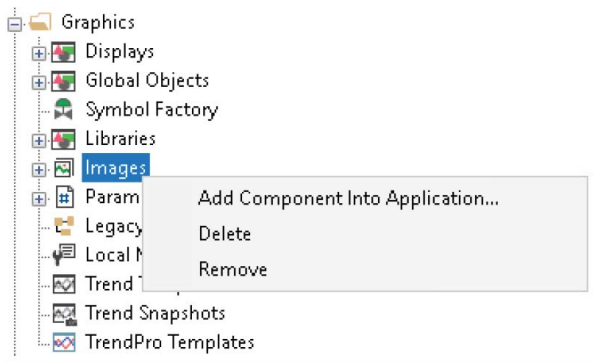 Graphics
Displays
Global Objects
Symbol Factory
Libraries
Images
Add Component Into Application...
Delete
Remove
Param
Legacy
Local
Trend
Trend Snapshots
TrendPro Templates